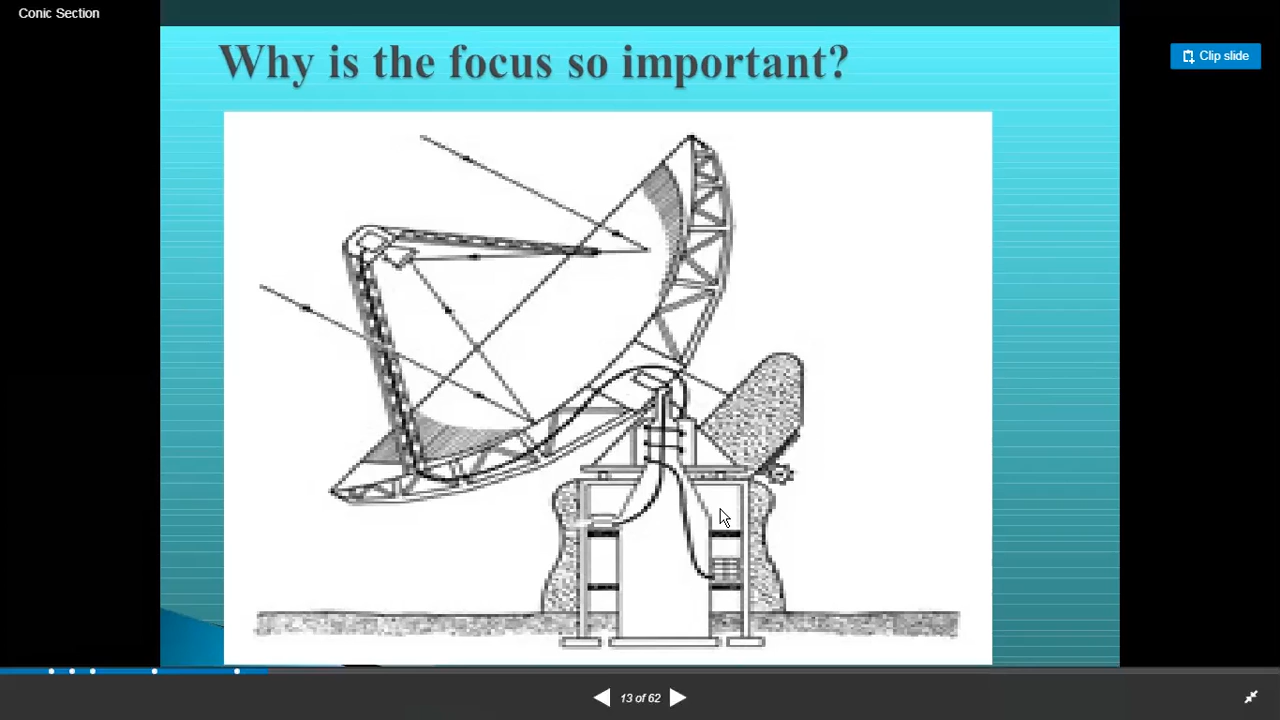 Conic Section
Why is the focus so important?
Clip slide
13 of 62